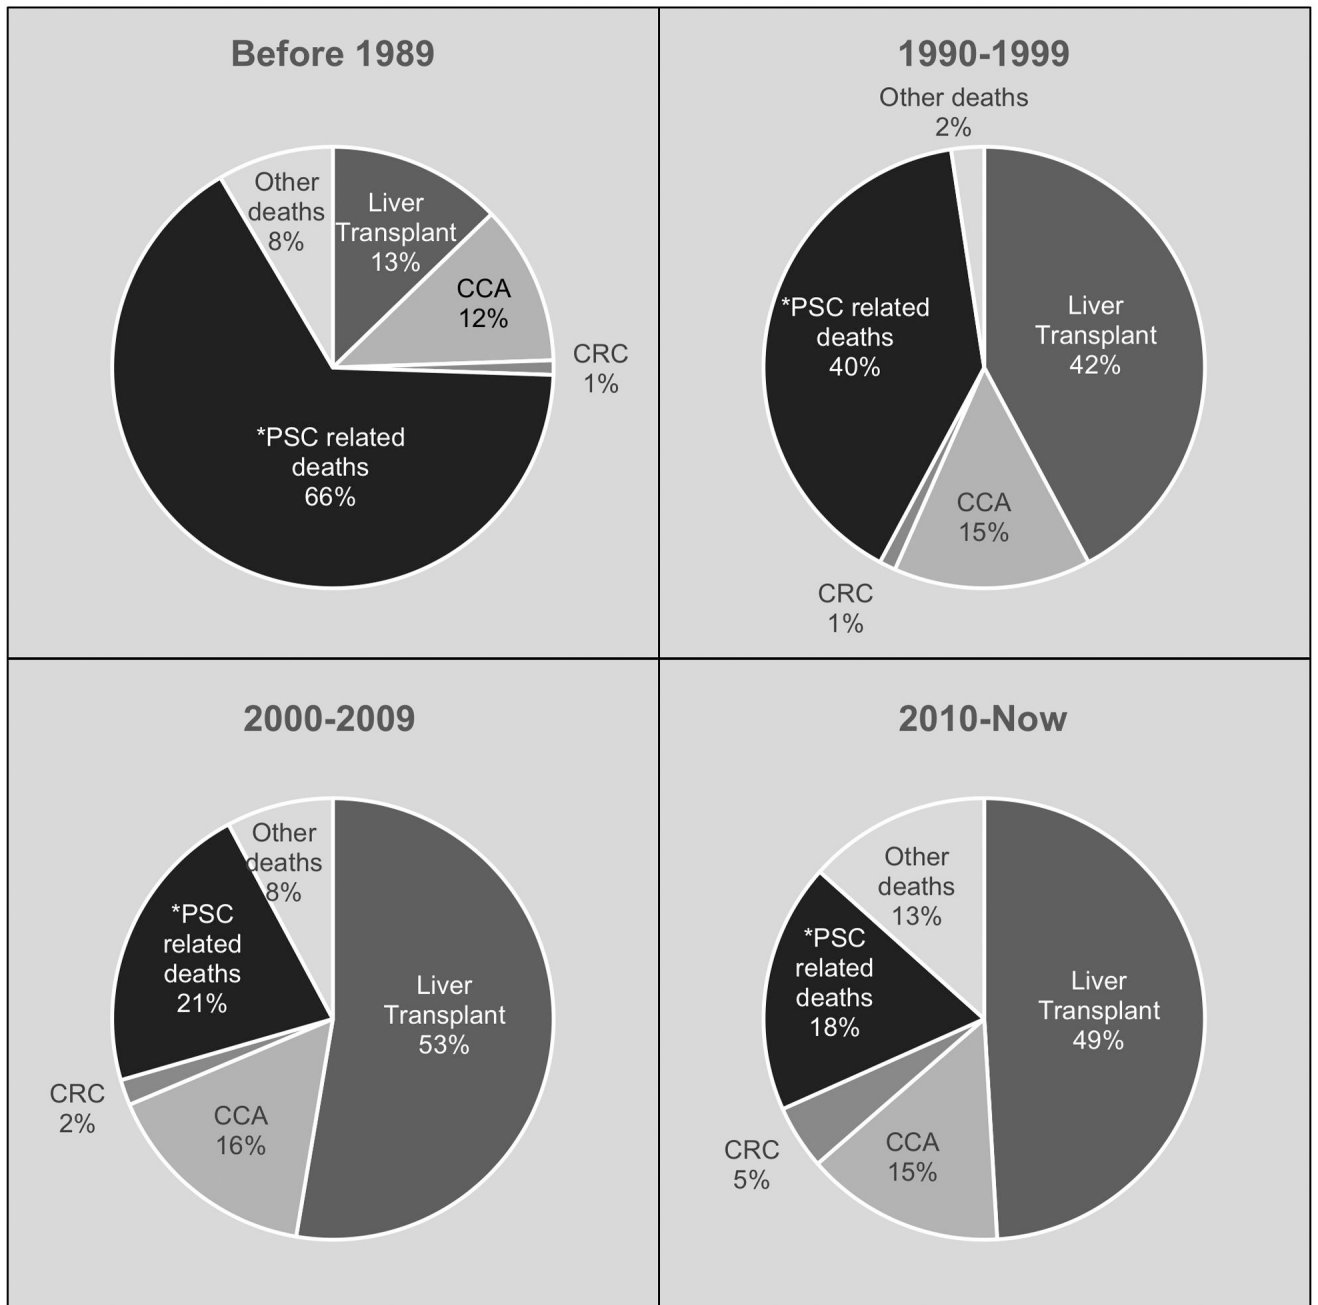 Before 1989
Other
deaths
8%
Liver
Transplant
13%
CCA
12%
CRC
1%
*PSC related
deaths
66%
1990-1999
Other deaths
2%
*PSC related
deaths
40%
Liver
Transplant
42%
CCA
15%
CRC
1%
2000-2009
Other
deaths
8%
*PSC
related
deaths
21%
Liver
Transplant
53%
CRC
2%
CCA
16%
2010-Now
Other
deaths
13%
*PSC
related
deaths
18%
Liver
Transplant
49%
CRC
5%
CCA
15%